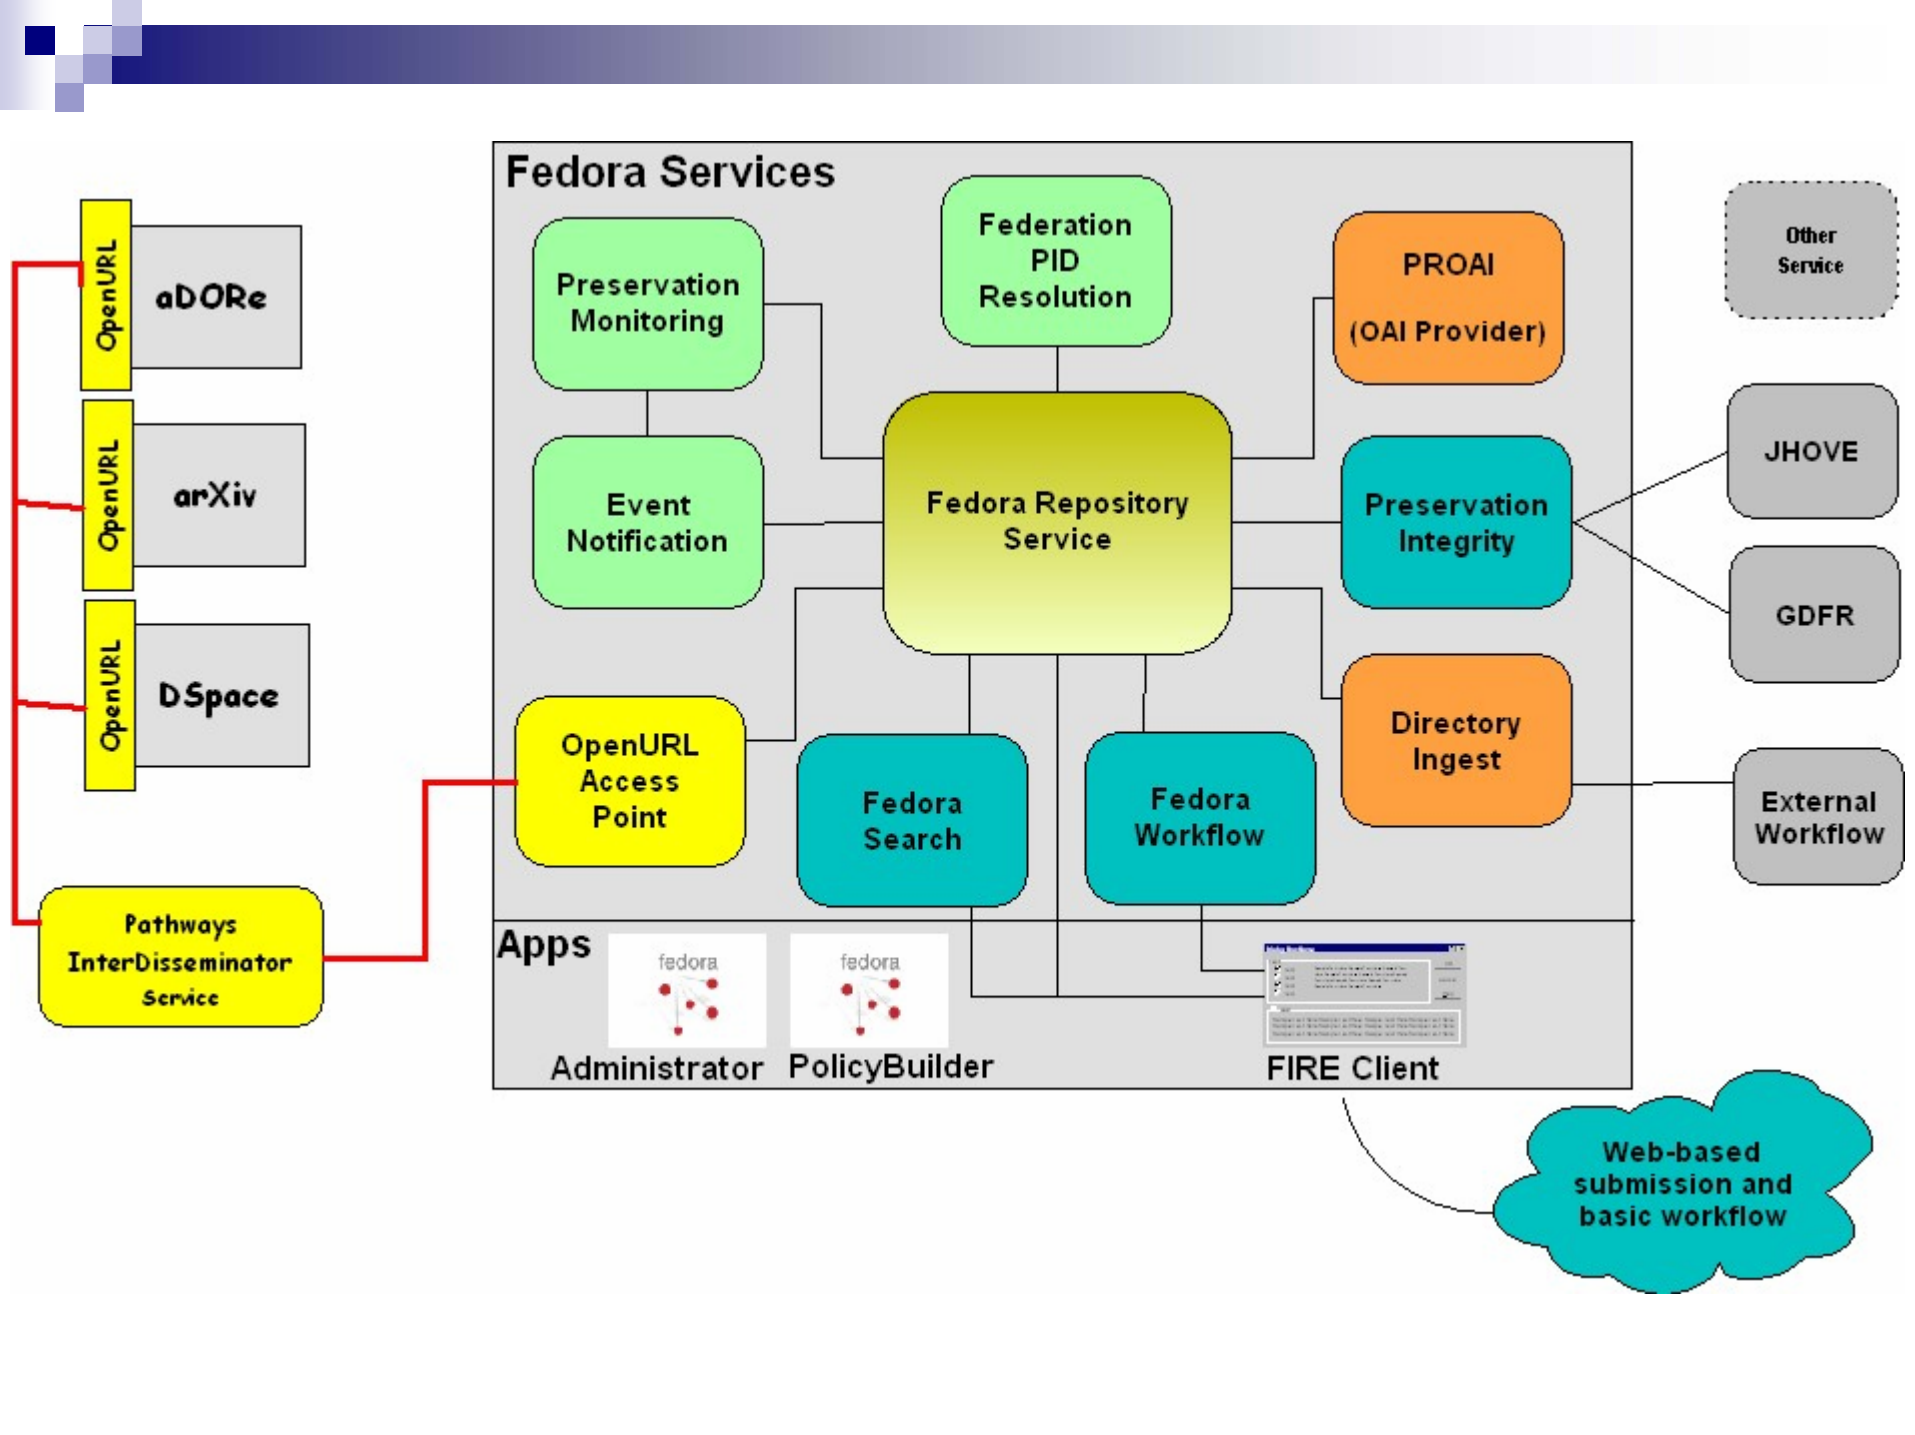 Fedora Services
OpenURL
aDORe
OpenURL
arXiv
OpenURL
DSpace
Pathways
InterDisseminator
Service
Preservation
Monitoring
Federation
PID
Resolution
PROAI
(OAI Provider)
Event
Notification
Fedora Repository
Service
Preservation
Integrity
OpenURL
Access
Point
Fedora
Search
Fedora
Workflow
Directory
Ingest
Other
Service
JHOVE
GDFR
External
Workflow
Apps
fedora
Administrator
fedora
PolicyBuilder
FIRE Client
Web-based
submission and
basic workflow